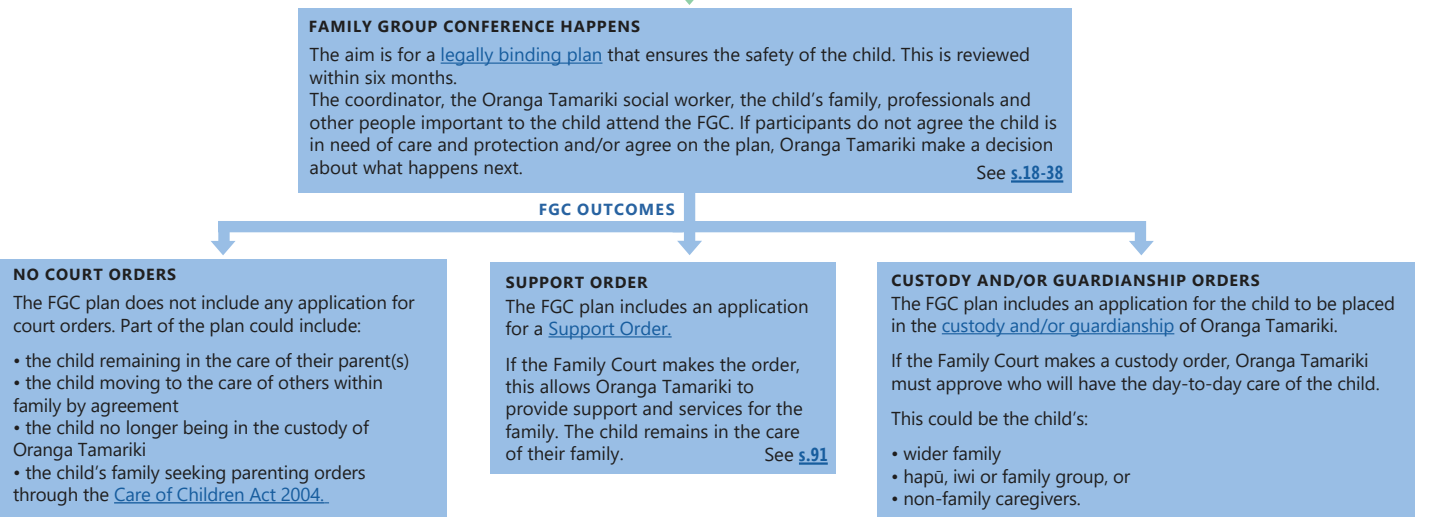 FAMILY GROUP CONFERENCE HAPPENS
The aim is for a legally binding plan that ensures the safety of the child. This is reviewed
within six months.
The coordinator, the Oranga Tamariki social worker, the child’s family, professionals and
other people important to the child attend the FGC. If participants do not agree the child is
in need of care and protection and/or agree on the plan, Oranga Tamariki make a decision
about what happens next.
See s.18-38
FGC OUTCOMES
NO COURT ORDERS
The FGC plan does not include any application for
court orders. Part of the plan could include:
• the child remaining in the care of their parent(s)
• the child moving to the care of others within
family by agreement
• the child no longer being in the custody of
Oranga Tamariki
• the child’s family seeking parenting orders
through the Care of Children Act 2004.
SUPPORT ORDER
The FGC plan includes an application
for a Support Order.
If the Family Court makes the order,
this allows Oranga Tamariki to
provide support and services for the
family. The child remains in the care
of their family. See s.91
CUSTODY AND/OR GUARDIANSHIP ORDERS
The FGC plan includes an application for the child to be placed
in the custody and/or guardianship of Oranga Tamariki.
If the Family Court makes a custody order, Oranga Tamariki
must approve who will have the day-to-day care of the child.
This could be the child’s:
• wider family
• hapū, iwi or family group, or
• non-family caregivers.